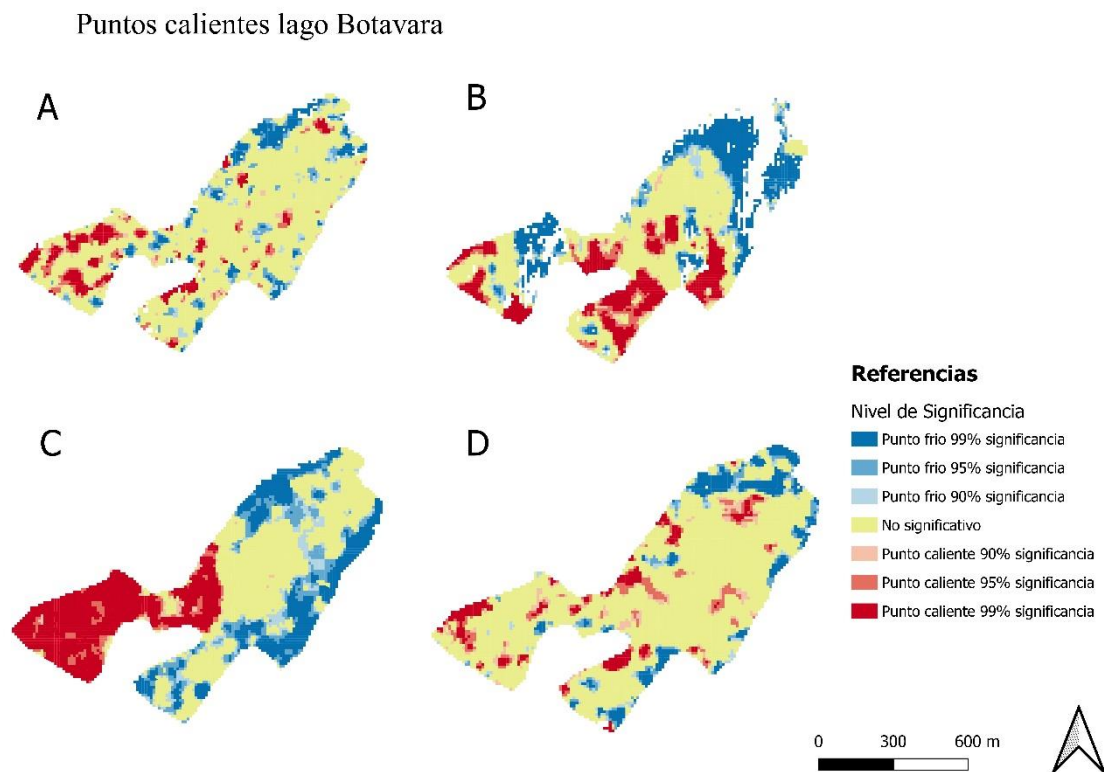 Puntos calientes lago Botavara
A
B
C
D
Referencias
Nivel de Significancia
Punto frio 99% significancia
Punto frio 95% significancia
Punto frio 90% significancia
No significativo
Punto caliente 90% significancia
Punto caliente 95% significancia
Punto caliente 99% significancia
0 300 600 m